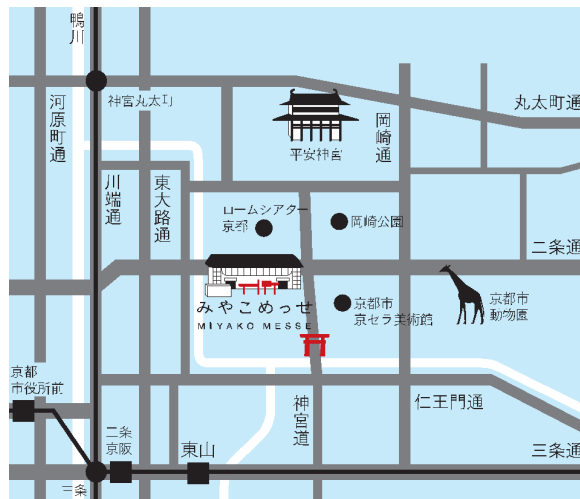 鴨川
神宮丸太町
河原町通
川端通
東大路通
平安神宮
岡崎通
丸太町通
ロームシアター
京都
岡崎公園
二条通
みやこめっせ
MIYAKO MESSE
京都市
京セラ美術館
京都市
動物園
京都
市役所前
神宮道
仁王門通
三条
京阪
東山
三条通
三条